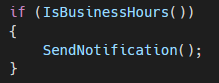 if (IsBusinessHours())
{
    SendNotification();
}